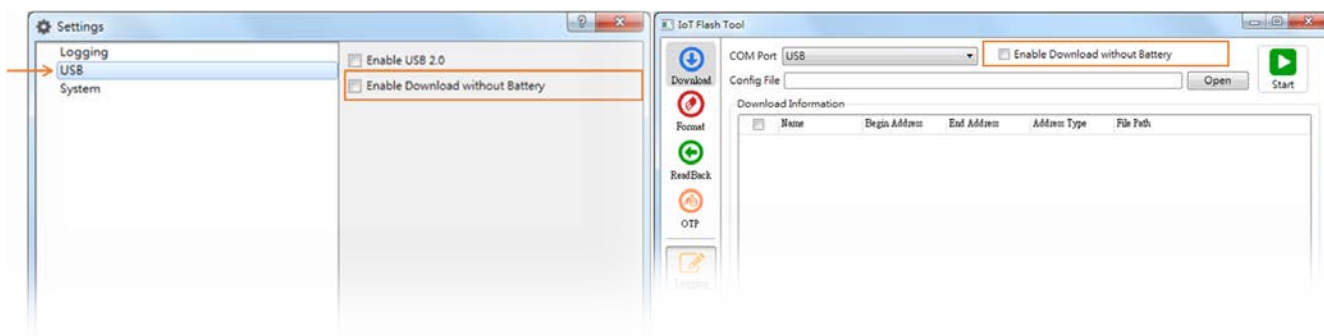 Settings
Logging
USB
System
Enable USB 2.0
Enable Download without Battery
IoT Flash Tool
Download
Format
ReadBack
OTP
Logging
COM Port USB
Enable Download without Battery
Config File
Open
Start
Download Information
Name Begin Address End Address Address Type File Path